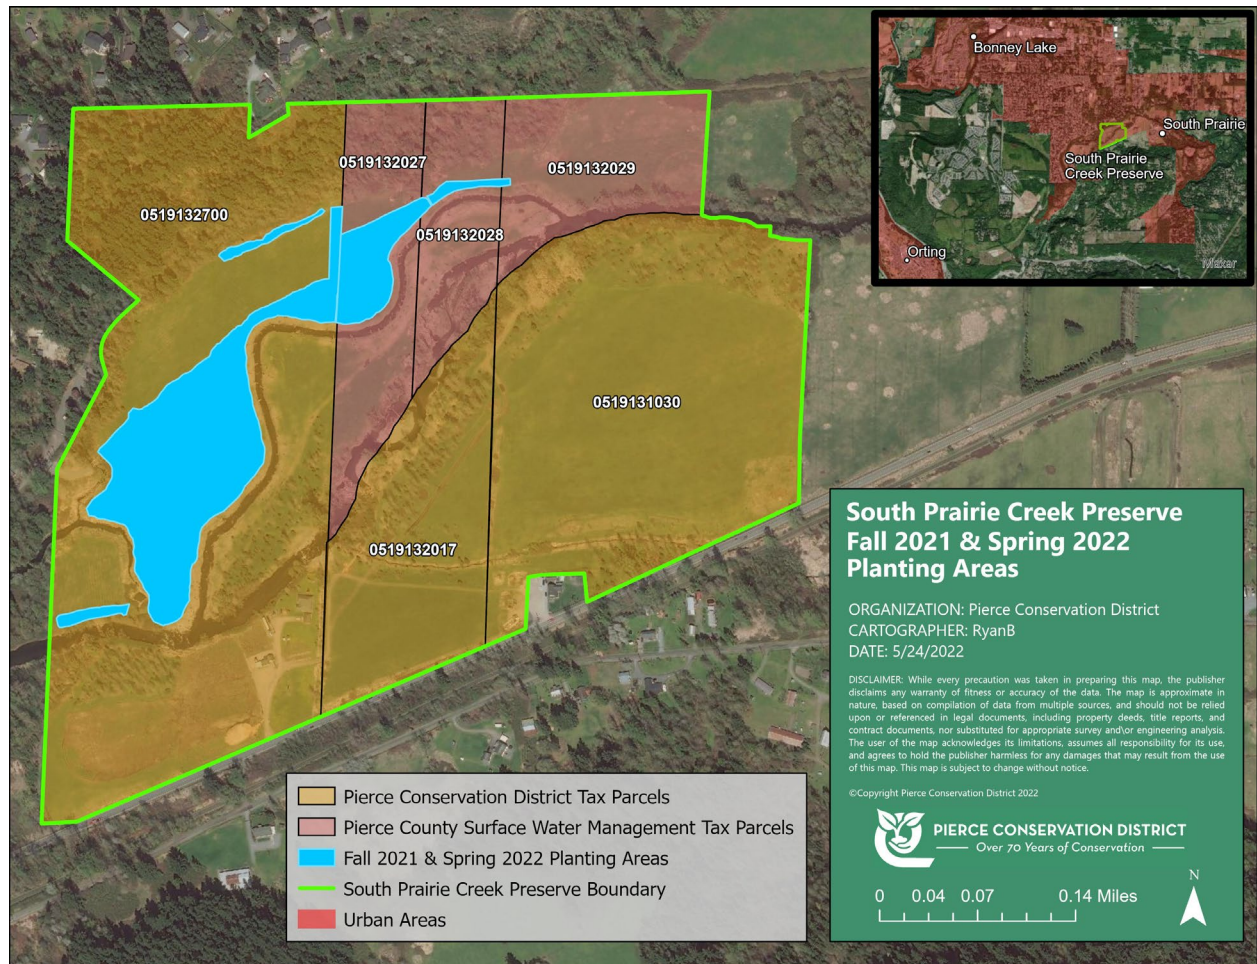 Bonney Lake
South Prairie
South Prairie
Creek Preserve
Orting
Maxar
0519132027
0519132029
0519132700
0519132028
0519131030
0519132017
South Prairie Creek Preserve
Fall 2021 & Spring 2022
Planting Areas
ORGANIZATION: Pierce Conservation District
CARTOGRAPHER: RyanB
DATE: 5/24/2022
DISCLAIMER: While every precaution was taken in preparing this map, the publisher
disclaims any warranty of fitness or accuracy of the data. The map is approximate in
nature, based on compilation of data from multiple sources, and should not be relied
upon or referenced in legal documents, including property deeds, title reports, and
contract documents, nor substituted for appropriate survey and\or engineering analysis.
The user of the map acknowledges its limitations, assumes all responsibility for its use,
and agrees to hold the publisher harmless for any damages that may result from the use
of this map. This map is subject to change without notice.
©Copyright Pierce Conservation District 2022
PIERCE CONSERVATION DISTRICT
Over 70 Years of Conservation
N
0 0.04 0.07 0.14 Miles
Pierce Conservation District Tax Parcels
Pierce County Surface Water Management Tax Parcels
Fall 2021 & Spring 2022 Planting Areas
South Prairie Creek Preserve Boundary
Urban Areas